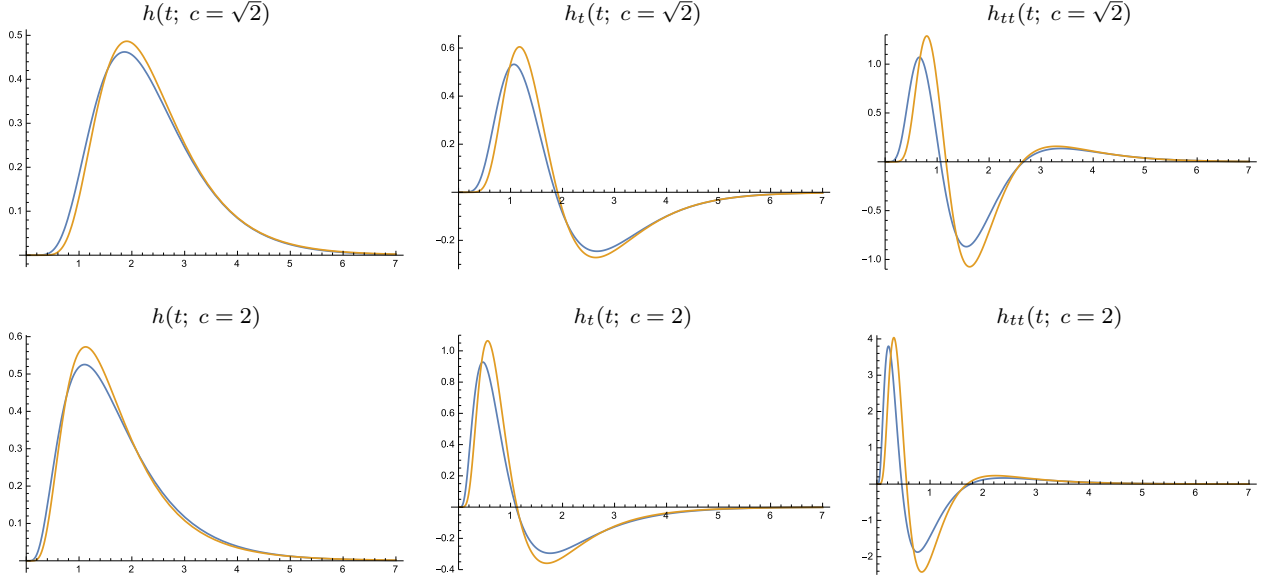 h(t; c = √2)
h_t(t; c = √2)
h_tt(t; c = √2)
0.5
0.4
0.3
0.2
0.1
1 2 3 4 5 6 7
0.6
0.4
0.2
-0.2
1 2 3 4 5 6 7
1.0
0.5
-0.5
-1.0
1 2 3 4 5 6 7
h(t; c = 2)
h_t(t; c = 2)
h_tt(t; c = 2)
0.6
0.5
0.4
0.3
0.2
0.1
1 2 3 4 5 6 7
1.0
0.8
0.6
0.4
0.2
-0.2
-0.4
1 2 3 4 5 6 7
4
3
2
1
-1
-2
1 2 3 4 5 6 7